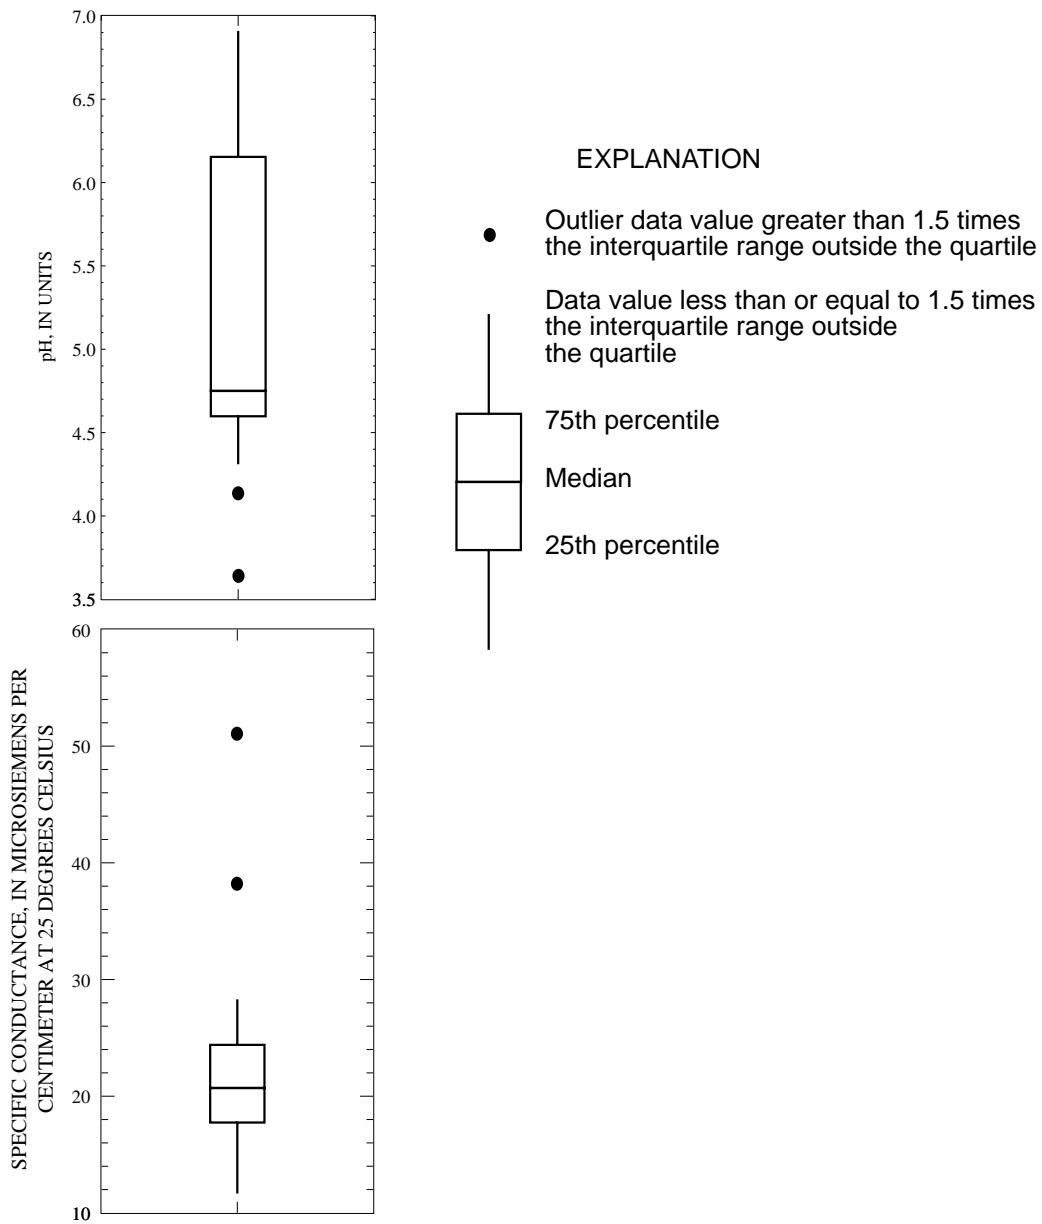 7.0
6.5
6.0
5.5
5.0
4.5
4.0
3.5
pH, IN UNITS
EXPLANATION
Outlier data value greater than 1.5 times
the interquartile range outside the quartile
Data value less than or equal to 1.5 times
the interquartile range outside
the quartile
75th percentile
Median
25th percentile
60
50
40
30
20
10
SPECIFIC CONDUCTANCE, IN MICROSIEMENS PER
CENTIMETER AT 25 DEGREES CELSIUS